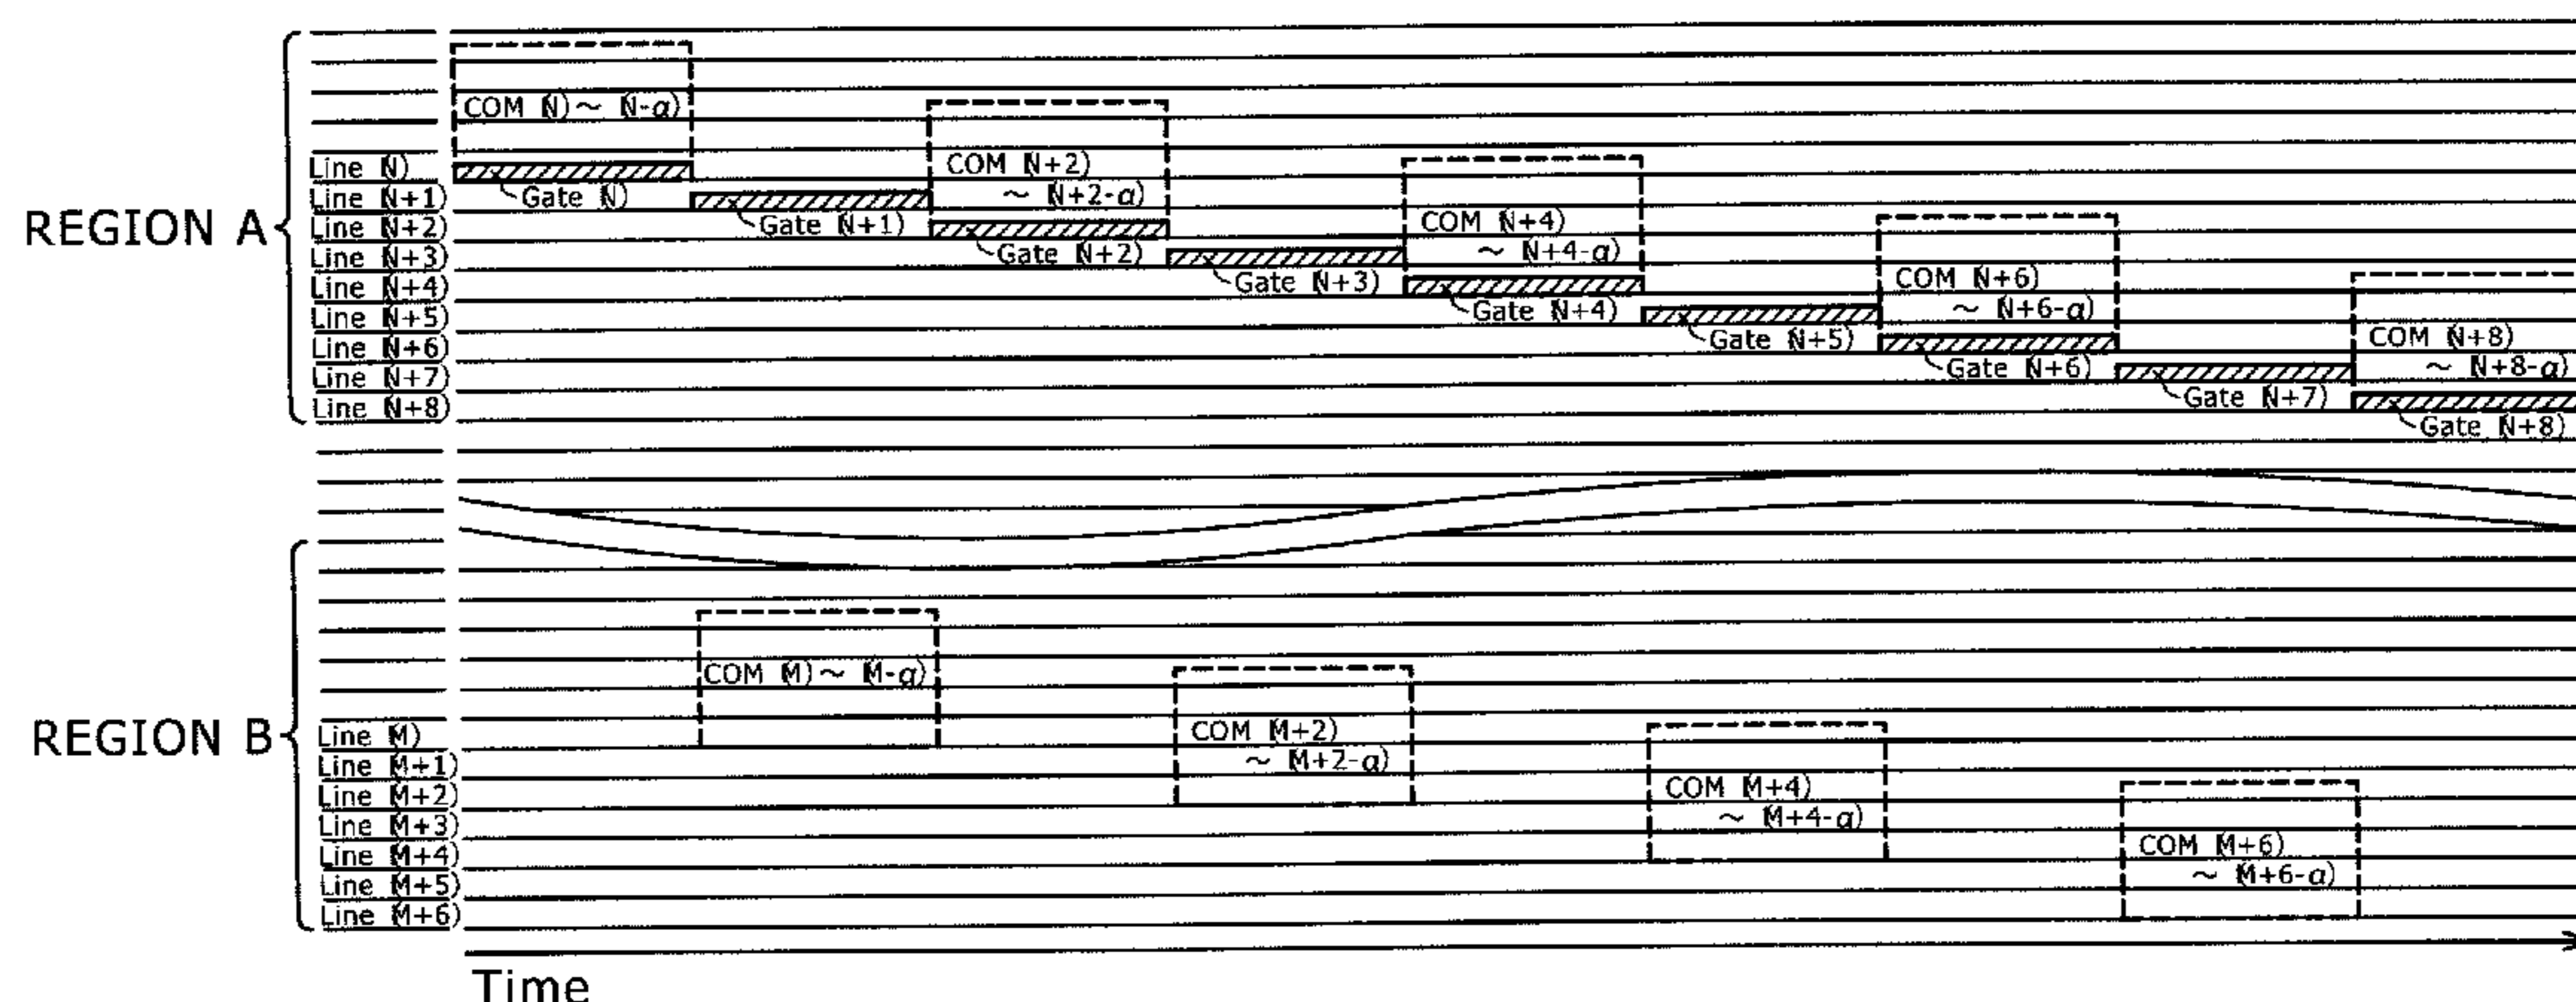 COM N) ~ N-α)
Line N)
Gate N)
COM N+2)
~ N+2-α)
Line N+1)
Gate N+1)
COM N+4)
~ N+4-α)
REGION A
Line N+2)
Gate N+2)
Line N+3)
Gate N+3)
COM N+6)
~ N+6-α)
Line N+4)
Gate N+4)
Line N+5)
Gate N+5)
COM N+8)
~ N+8-α)
Line N+6)
Gate N+6)
Line N+7)
Gate N+7)
Line N+8)
Gate N+8)
COM M) ~ M-α)
REGION B
Line M)
COM M+2)
~ M+2-α)
Line M+1)
Line M+2)
COM M+4)
~ M+4-α)
Line M+3)
Line M+4)
COM M+6)
~ M+6-α)
Line M+5)
Line M+6)
Time